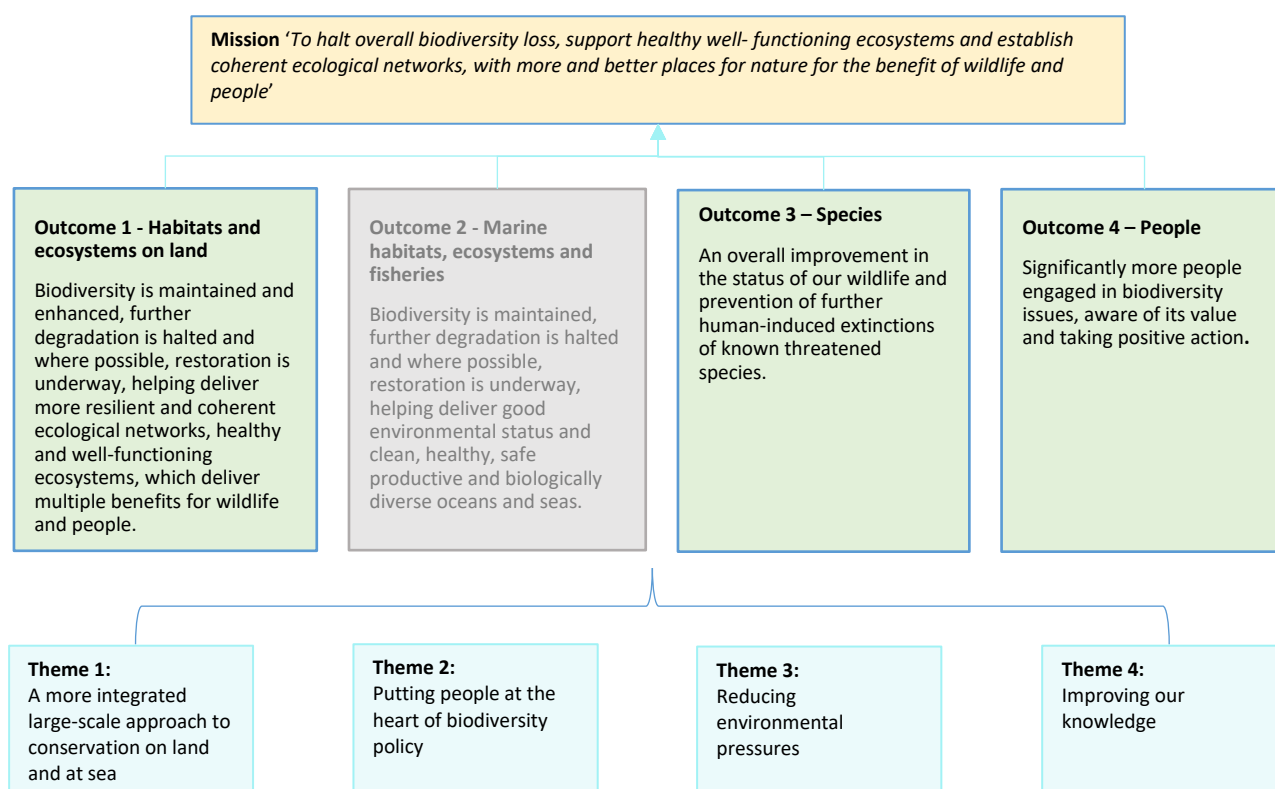 Mission ‘To halt overall biodiversity loss, support healthy well- functioning ecosystems and establish
coherent ecological networks, with more and better places for nature for the benefit of wildlife and
people’
Outcome 1 - Habitats and
ecosystems on land
Biodiversity is maintained and
enhanced, further
degradation is halted and
where possible, restoration is
underway, helping deliver
more resilient and coherent
ecological networks, healthy
and well-functioning
ecosystems, which deliver
multiple benefits for wildlife
and people.
Outcome 2 - Marine
habitats, ecosystems and
fisheries
Biodiversity is maintained,
further degradation is halted
and where possible,
restoration is underway,
helping deliver good
environmental status and
clean, healthy, safe
productive and biologically
diverse oceans and seas.
Outcome 3 – Species
An overall improvement in
the status of our wildlife and
prevention of further
human-induced extinctions
of known threatened
species.
Outcome 4 – People
Significantly more people
engaged in biodiversity
issues, aware of its value
and taking positive action.
Theme 1:
A more integrated
large-scale approach to
conservation on land
and at sea
Theme 2:
Putting people at the
heart of biodiversity
policy
Theme 3:
Reducing
environmental
pressures
Theme 4:
Improving our
knowledge